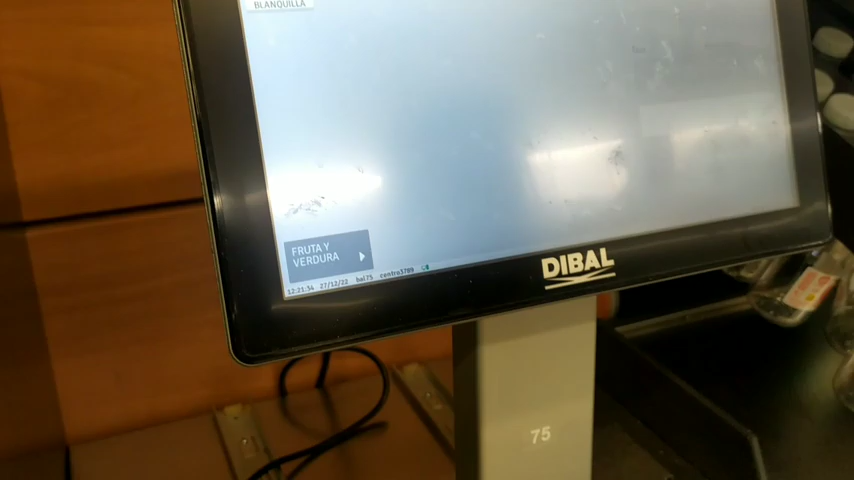 BLANQUILLA
FRUTA Y
VERDURA
12:21:34 27/12/22 bal75 centro3789
DIBAL
75